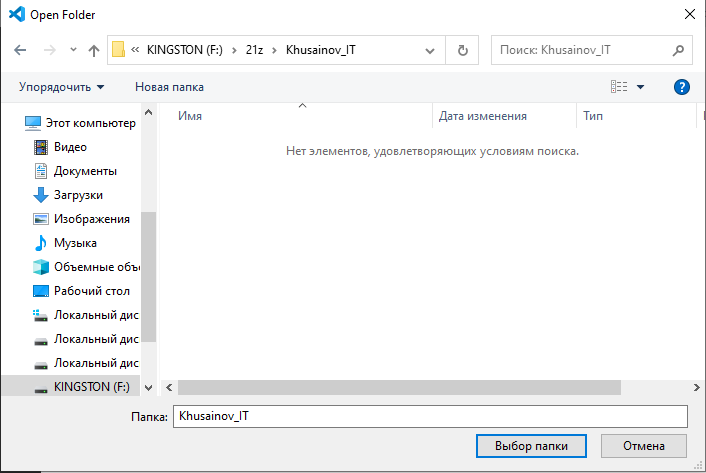 Open Folder
« KINGSTON (F:) > 21z > Khusainov_IT
Поиск: Khusainov_IT
Упорядочить
Новая папка
Имя
Дата изменения
Тип
Этот компьютер
Видео
Документы
Загрузки
Изображения
Музыка
Объемные объ
Рабочий стол
Локальный дис
Локальный дис
Локальный дис
KINGSTON (F:)
Нет элементов, удовлетворяющих условиям поиска.
Папка: Khusainov_IT
Выбор папки
Отмена